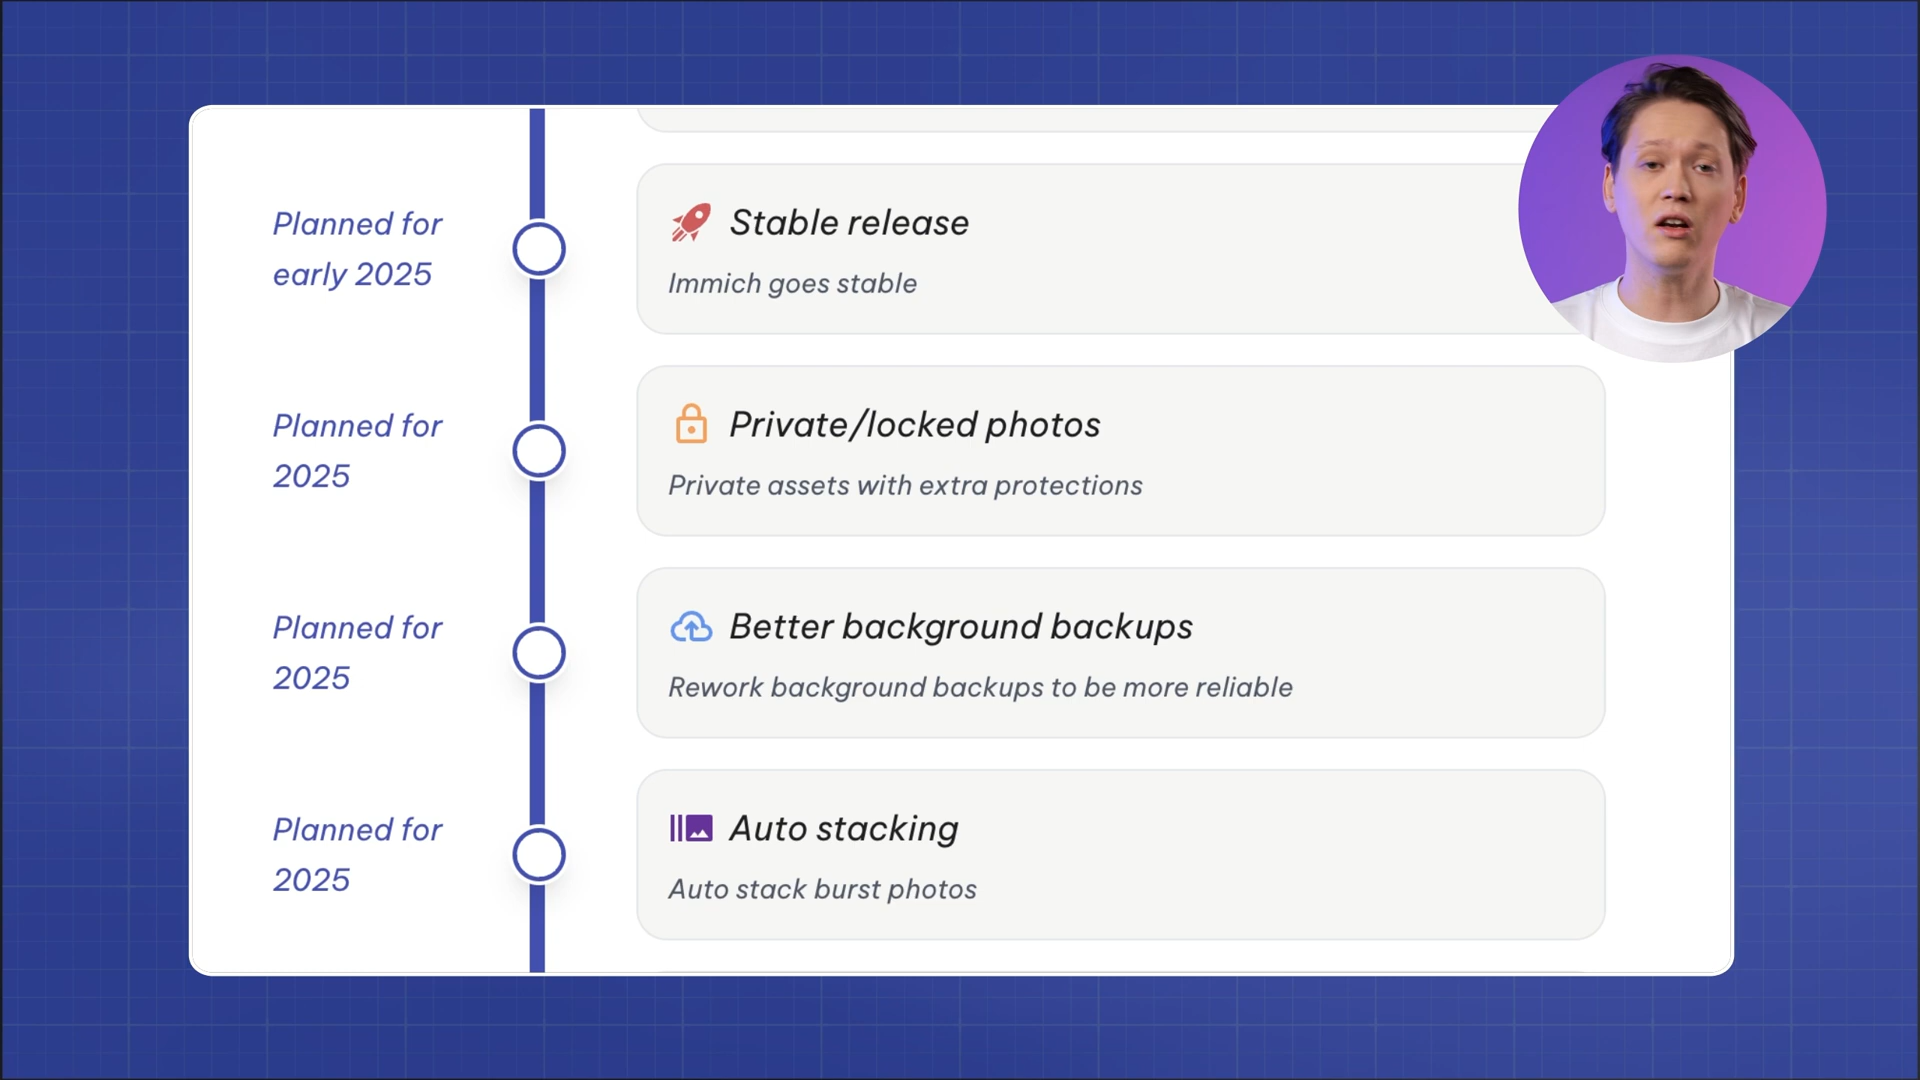 Planned for
early 2025
Stable release
Immich goes stable
Planned for
2025
Private/locked photos
Private assets with extra protections
Planned for
2025
Better background backups
Rework background backups to be more reliable
Planned for
2025
Auto stacking
Auto stack burst photos